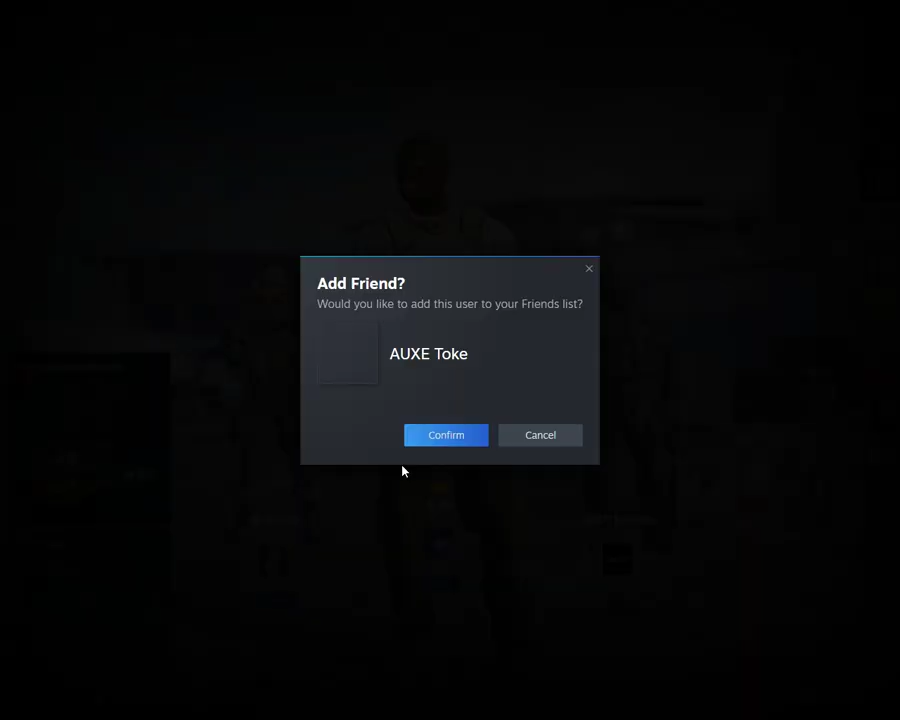 Add Friend?
Would you like to add this user to your Friends list?
AUXE Toke
Confirm
Cancel